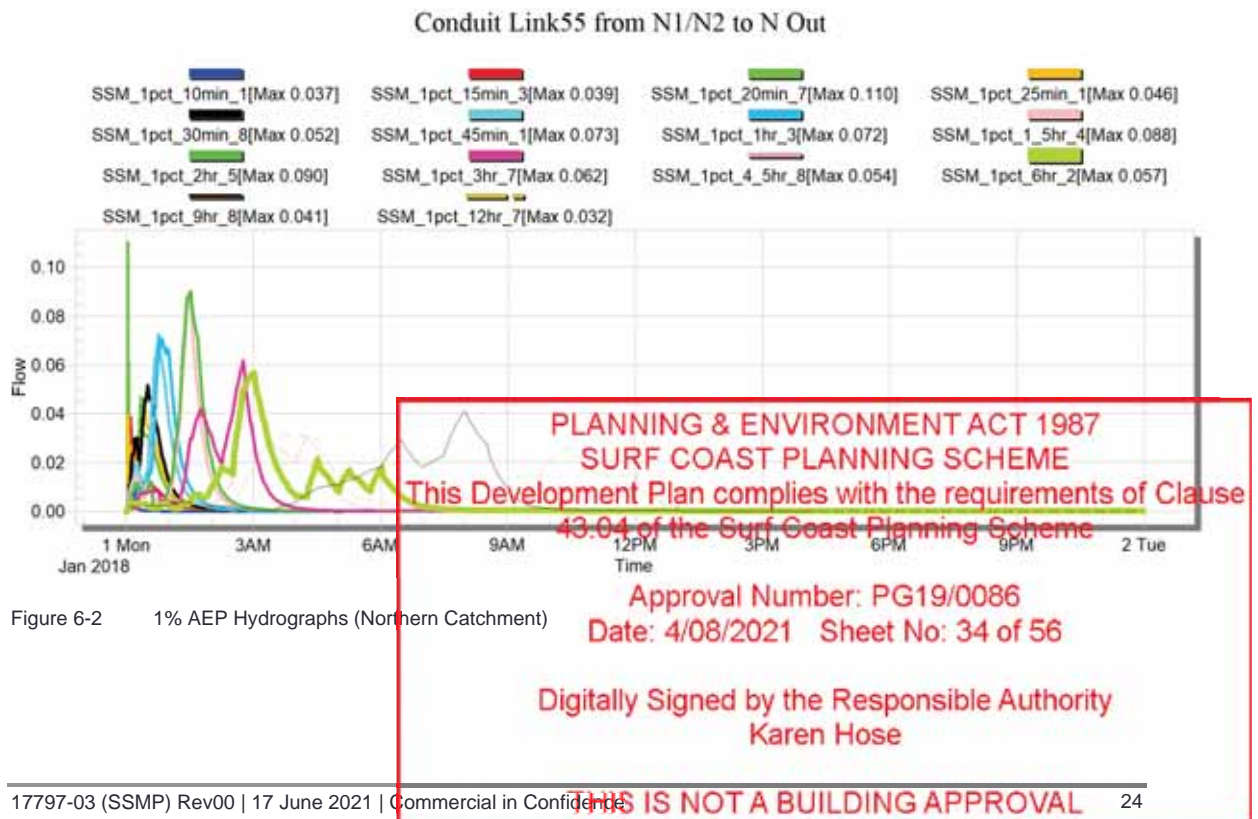 Conduit Link55 from N1/N2 to N Out
SSM_1pct_10min_1[Max 0.037] SSM_1pct_15min_3[Max 0.039] SSM_1pct_20min_7[Max 0.110] SSM_1pct_25min_1[Max 0.046]
SSM_1pct_30min_8[Max 0.052] SSM_1pct_45min_1[Max 0.073] SSM_1pct_1hr_3[Max 0.072] SSM_1pct_1_5hr_4[Max 0.088]
SSM_1pct_2hr_5[Max 0.090] SSM_1pct_3hr_7[Max 0.062] SSM_1pct_4_5hr_8[Max 0.054] SSM_1pct_6hr_2[Max 0.057]
SSM_1pct_9hr_8[Max 0.041] SSM_1pct_12hr_7[Max 0.032]
0.10
0.08
0.06
Flow
0.04
0.02
0.00
1 Mon 3AM 6AM 9AM 12PM 3PM 6PM 9PM 2 Tue
Jan 2018 Time
PLANNING & ENVIRONMENT ACT 1987
SURF COAST PLANNING SCHEME
This Development Plan complies with the requirements of Clause
43.04 of the Surf Coast Planning Scheme
Approval Number: PG19/0086
Date: 4/08/2021 Sheet No: 34 of 56
Digitally Signed by the Responsible Authority
Karen Hose
THIS IS NOT A BUILDING APPROVAL
Figure 6-2 1% AEP Hydrographs (Northern Catchment)
17797-03 (SSMP) Rev00 | 17 June 2021 | Commercial in Confidence 24